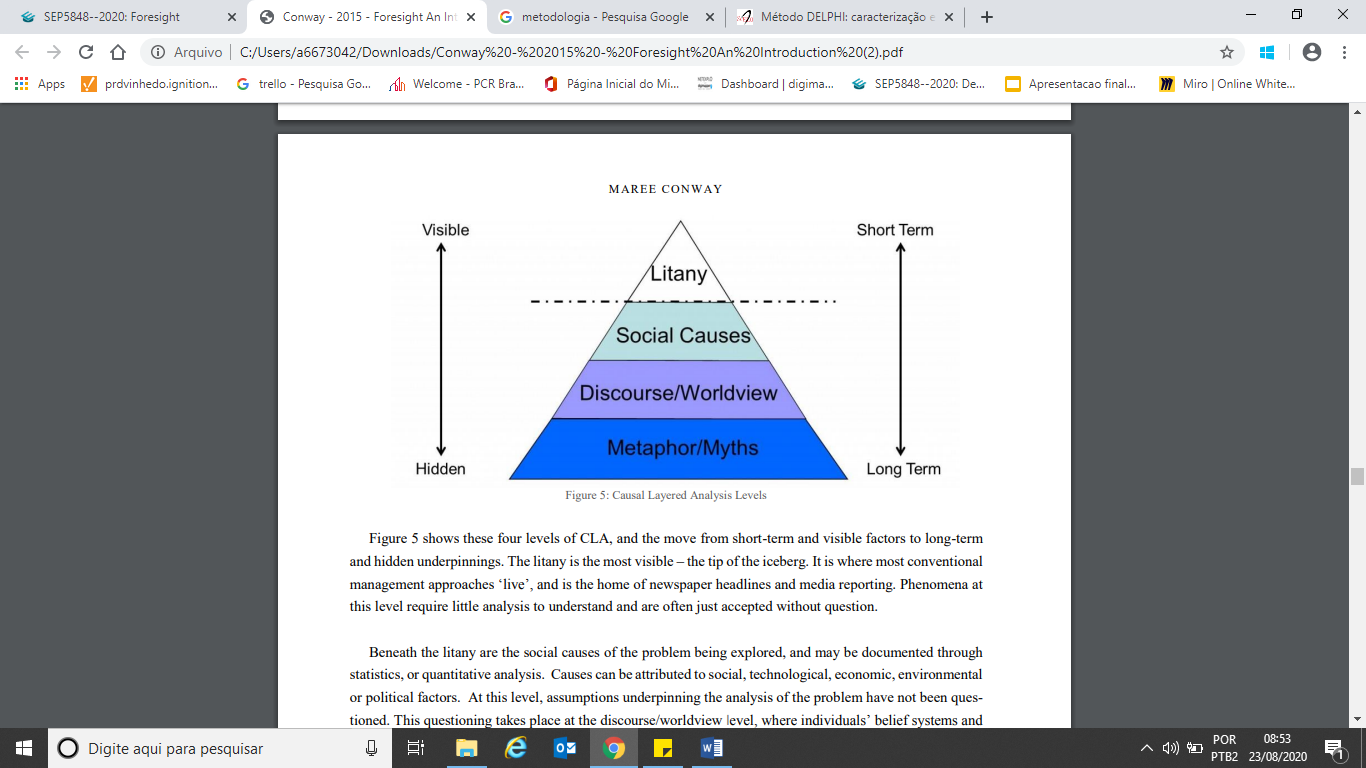 SEP5848--2020: Foresight
Conway - 2015 - Foresight An Int
metodologia - Pesquisa Google
Método DELPHI: caracterização e
Arquivo
C:/Users/a6673042/Downloads/Conway%20-%202015%20-%20Foresight%20An%20Introduction%20(2).pdf
Apps
prdvinhedo.ignition...
trello - Pesquisa Go...
Welcome - PCR Bra...
Página Inicial do Mi...
Dashboard | digima...
SEP5848--2020: De...
Apresentacao final...
Miro | Online White...
MAREE CONWAY
Visible
Short Term
Litany
Social Causes
Discourse/Worldview
Metaphor/Myths
Hidden
Long Term
Figure 5: Causal Layered Analysis Levels
Figure 5 shows these four levels of CLA, and the move from short-term and visible factors to long-term
and hidden underpinnings. The litany is the most visible – the tip of the iceberg. It is where most conventional
management approaches ‘live’, and is the home of newspaper headlines and media reporting. Phenomena at
this level require little analysis to understand and are often just accepted without question.
Beneath the litany are the social causes of the problem being explored, and may be documented through
statistics, or quantitative analysis. Causes can be attributed to social, technological, economic, environmental
or political factors. At this level, assumptions underpinning the analysis of the problem have not been ques-
tioned. This questioning takes place at the discourse/worldview level, where individuals’ belief systems and
Digite aqui para pesquisar
POR
PTB2
08:53
23/08/2020
1